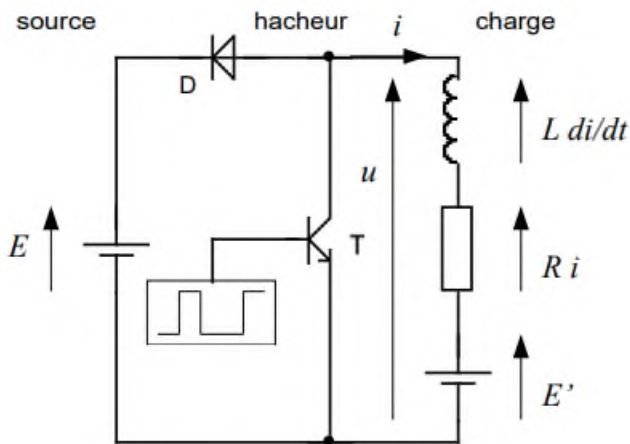 source hacheur i charge
D
L di/dt
u
E
T
R i
E’